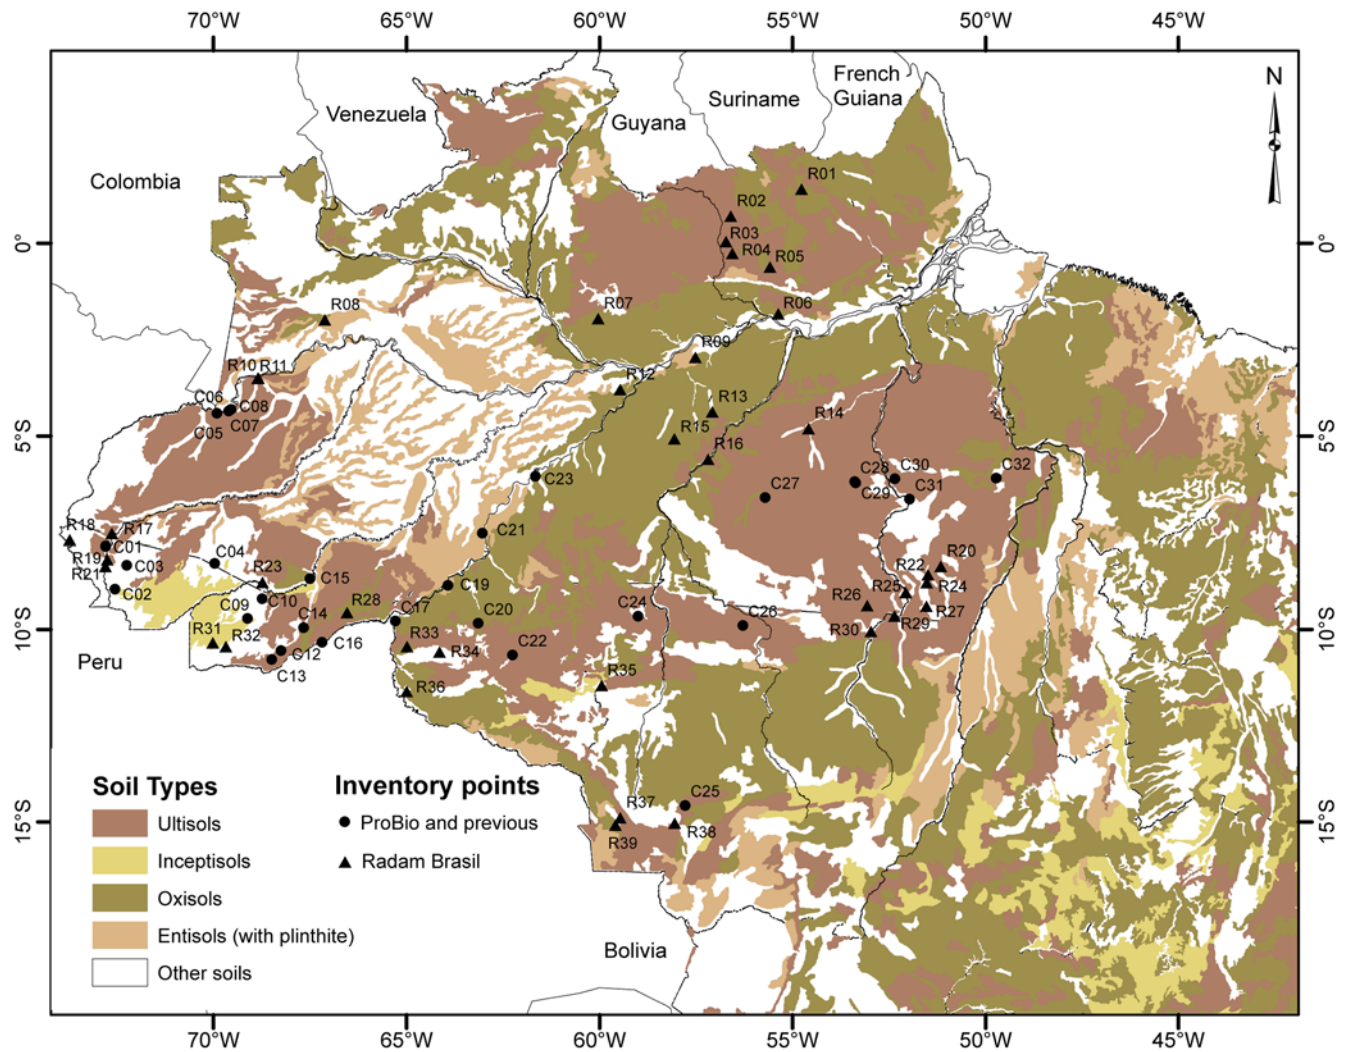 70°W 65°W 60°W 55°W 50°W 45°W
French
Guiana
N
Suriname
Venezuela
Guyana
Colombia
R01
R02
0°
R03
0°
R04
R05
R07
R08
R06
R09
R10 R11
R12
C06
C08
R13
C07
C05
R14
5°S
R15
5°S
R16
C28
C30
C32
C23
C27
C29
C31
R18
R17
C21
C01
C04
R20
R19
C03
R23
R22
R21
C15
C19
R25
R24
C02
R28
C09
C10
C17
C20
C24
C26
R26
R27
C14
R29
R31
R32
R33
R30
10°S
C16
10°S
C12
R34
C22
Peru
C13
R35
R36
Soil Types
Inventory points
C25
R37
15°S
Ultisols
ProBio and previous
R38
15°S
R39
Inceptisols
Radam Brasil
Oxisols
Entisols (with plinthite)
Bolivia
Other soils
70°W 65°W 60°W 55°W 50°W 45°W